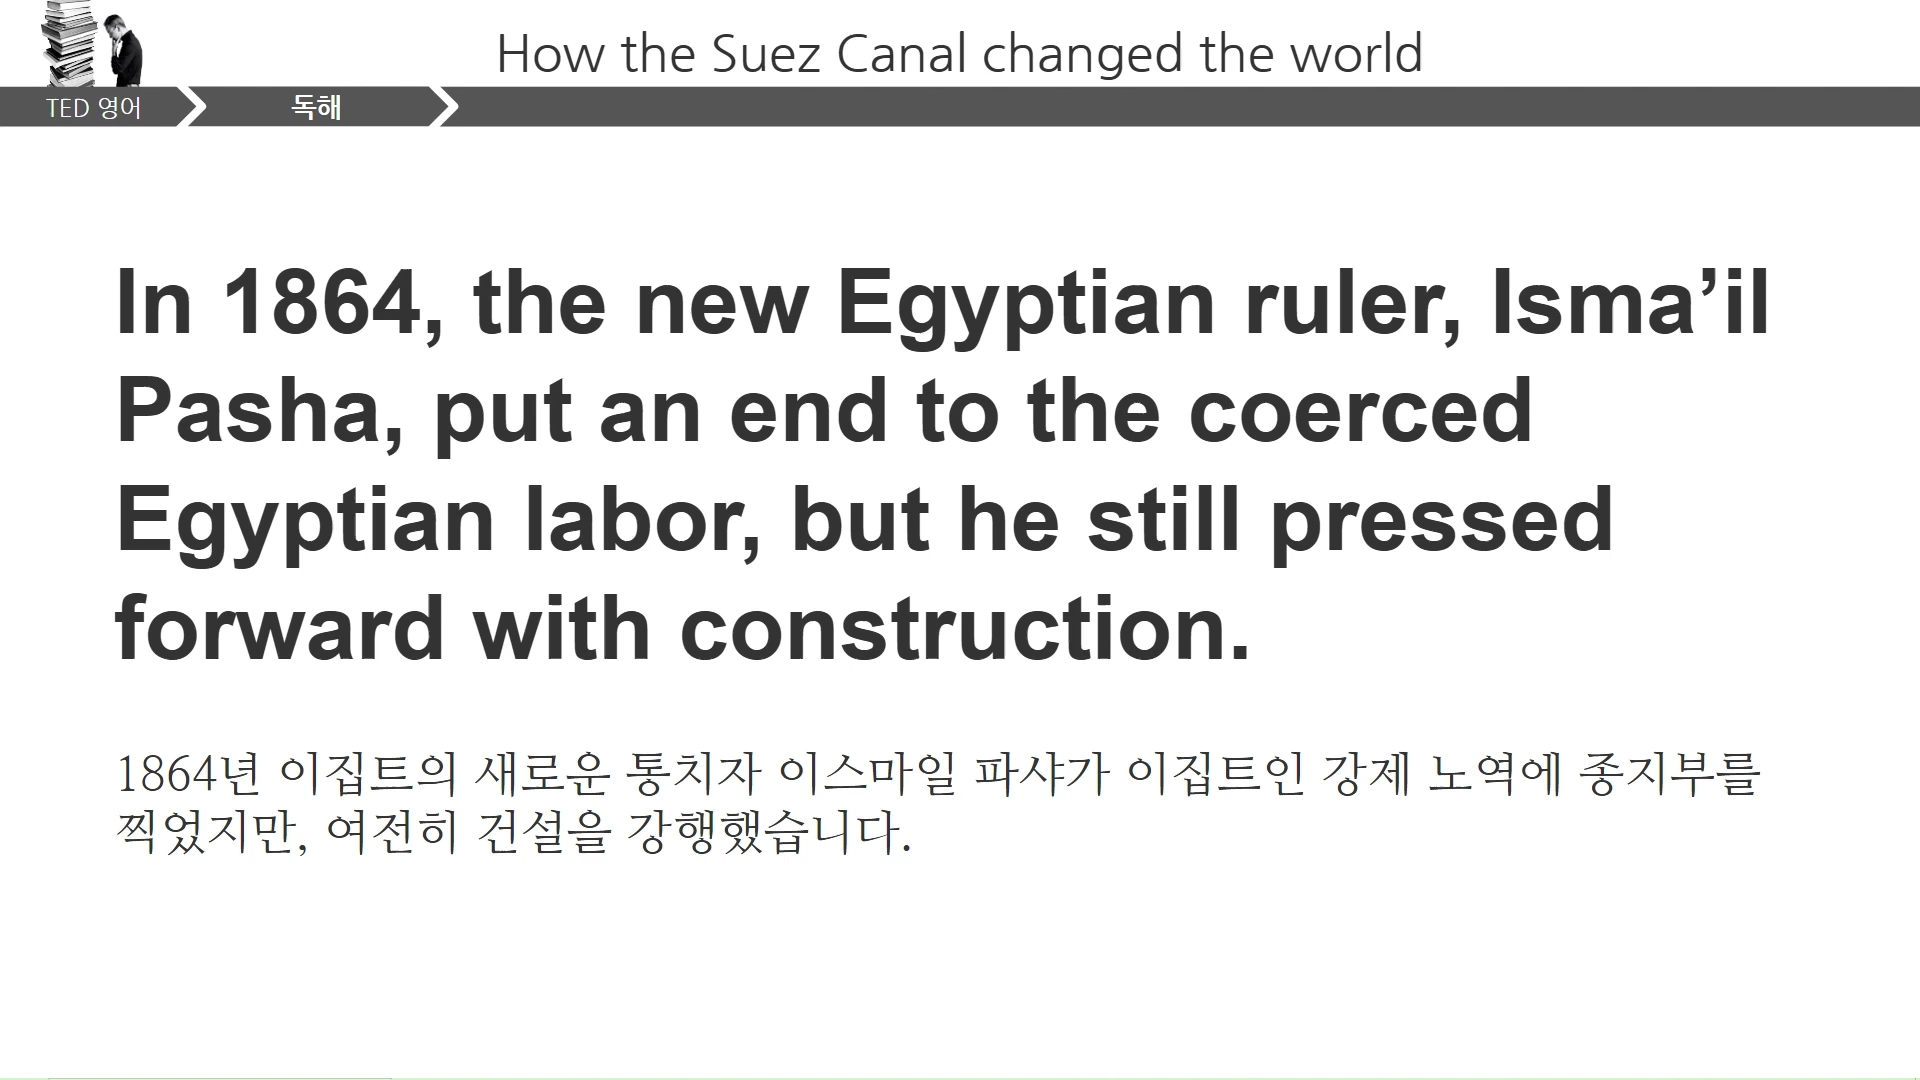 How the Suez Canal changed the world
TED 영어
독해
In 1864, the new Egyptian ruler, Isma’il
Pasha, put an end to the coerced
Egyptian labor, but he still pressed
forward with construction.
1864년 이집트의 새로운 통치자 이스마일 파샤가 이집트인 강제 노역에 종지부를
찍었지만, 여전히 건설을 강행했습니다.